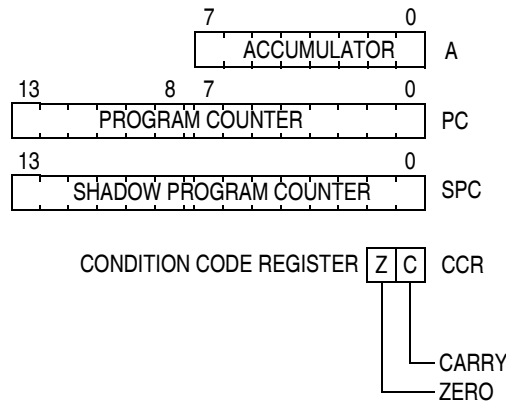 7 0
ACCUMULATOR A
13 8 7 0
PROGRAM COUNTER PC
13 0
SHADOW PROGRAM COUNTER SPC
CONDITION CODE REGISTER Z C CCR
CARRY
ZERO